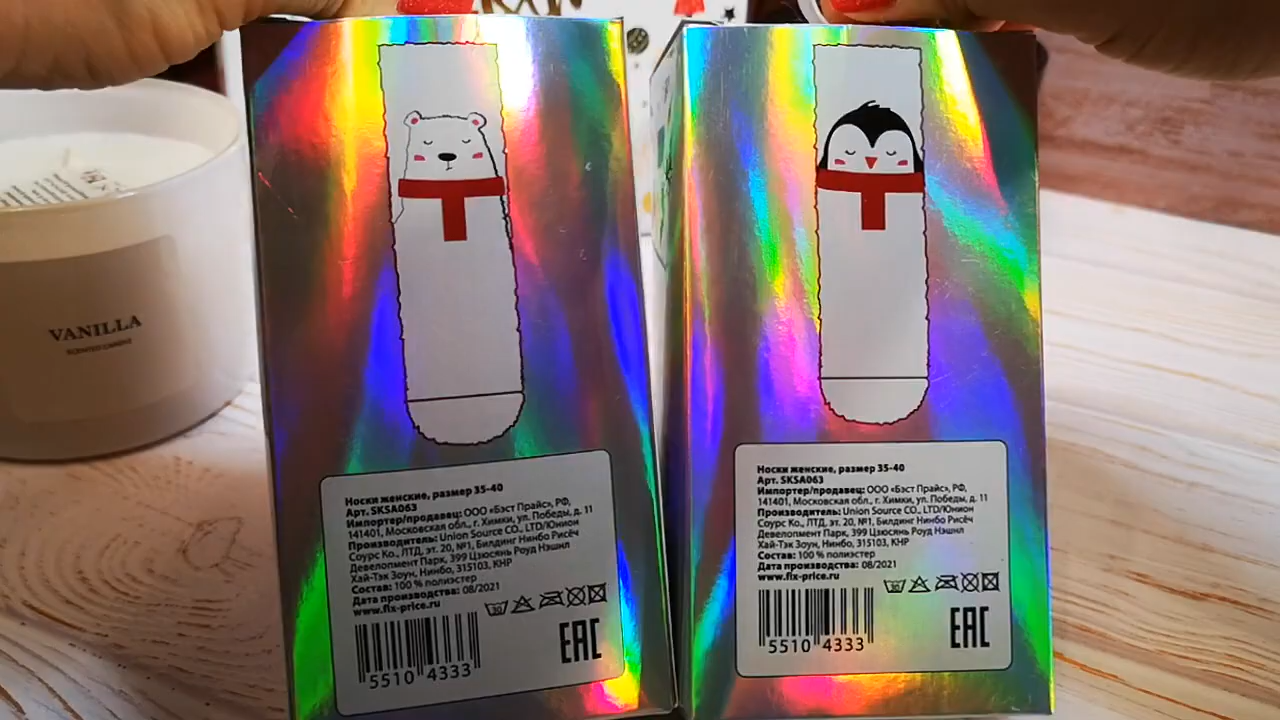 VANILLA
SCENTED CANDLE
Носки женские, размер 35-40
Арт. SKSA063
Импортер/продавец: ООО «Бэст Прайс», РФ,
141401, Московская обл., г. Химки, ул. Победы, д. 11
Производитель: Union Source CO., LTD/Юнион
Соурс Ко., ЛТД, эт. 20, №1, Билдинг Нинбо Рисёч
Девелопмент Парк, 399 Цзюсянь Роуд Нэшнл
Хай-Тэк Зоун, Нинбо, 315103, КНР
Состав: 100 % полиэстер
Дата производства: 08/2021
www.fix-price.ru
30
5510 4333
EAC
Носки женские, размер 35-40
Арт. SKSA063
Импортер/продавец: ООО «Бэст Прайс», РФ,
141401, Московская обл., г. Химки, ул. Победы, д. 11
Производитель: Union Source CO., LTD/Юнион
Соурс Ко., ЛТД, эт. 20, №1, Билдинг Нинбо Рисёч
Девелопмент Парк, 399 Цзюсянь Роуд Нэшнл
Хай-Тэк Зоун, Нинбо, 315103, КНР
Состав: 100 % полиэстер
Дата производства: 08/2021
www.fix-price.ru
30
5510 4333
EAC